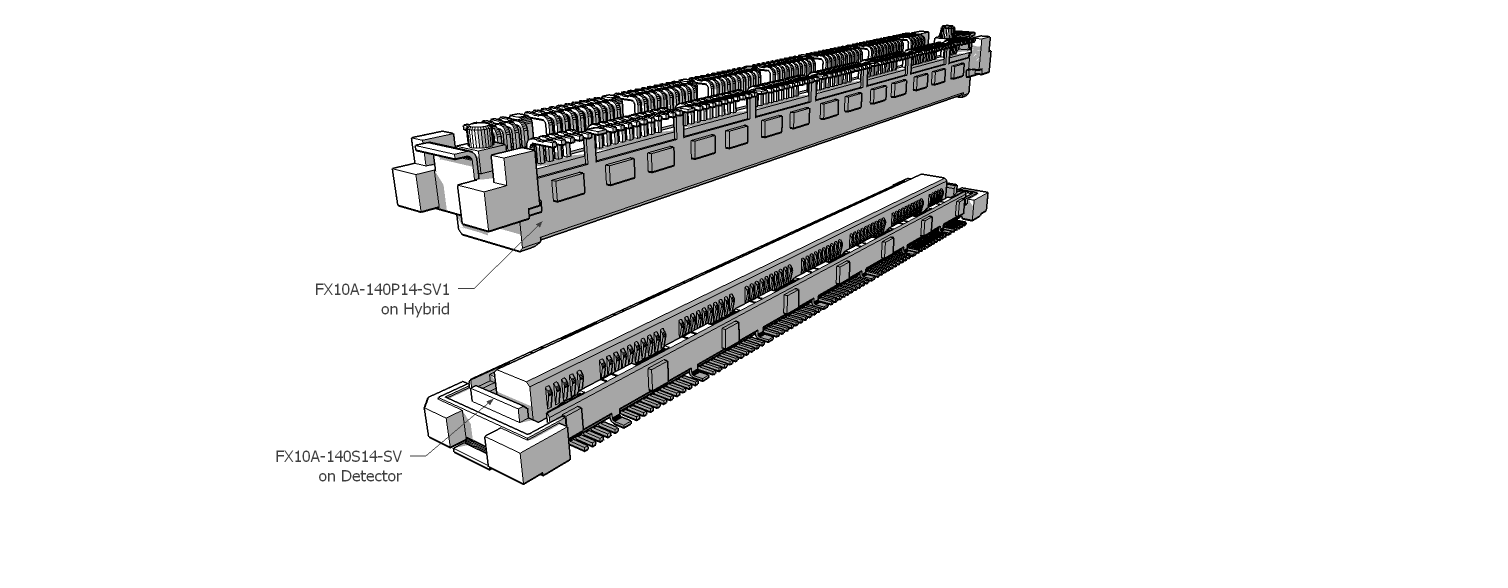 FX10A-140P14-SV1
on Hybrid
FX10A-140S14-SV
on Detector